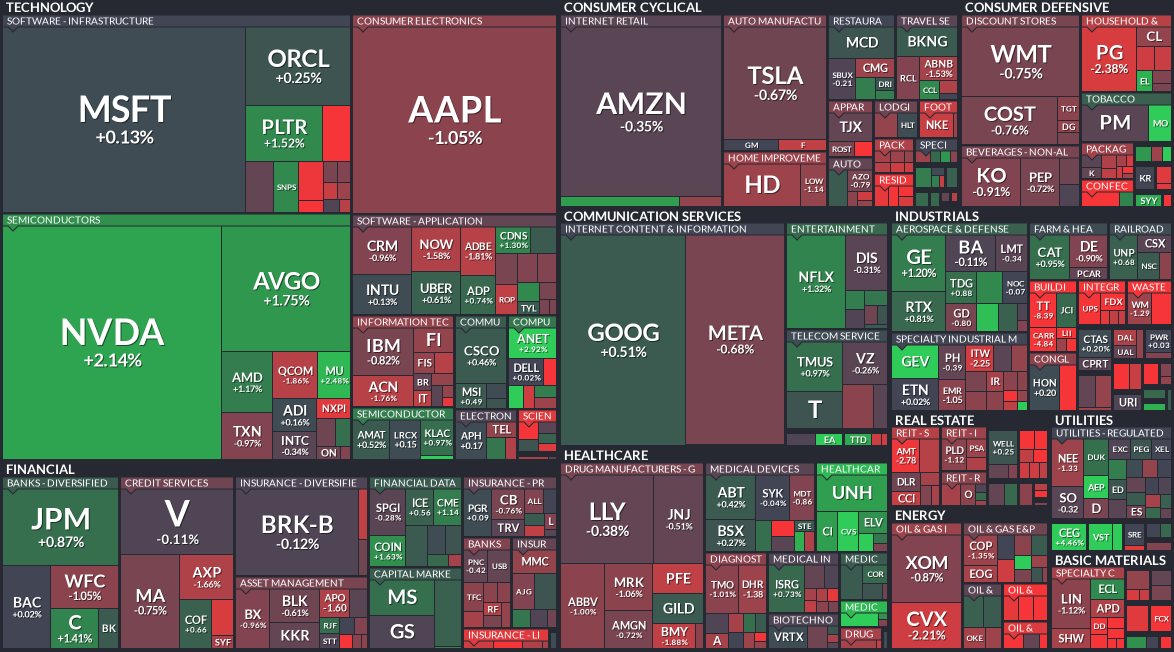 TECHNOLOGY
SOFTWARE - INFRASTRUCTURE
MSFT
+0.13%
ORCL
+0.25%
PLTR
+1.52%
SNPS
CONSUMER ELECTRONICS
AAPL
-1.05%
SEMICONDUCTORS
NVDA
+2.14%
AVGO
+1.75%
AMD
+1.17%
QCOM
-1.86%
MU
+2.48%
TXN
-0.97%
ADI
+0.16%
NXPI
INTC
-0.34%
ON
SOFTWARE - APPLICATION
CRM
-0.96%
NOW
-1.58%
ADBE
-1.81%
CDNS
+1.30%
INTU
+0.13%
UBER
+0.61%
ADP
+0.74%
ROP
TYL
INFORMATION TEC
IBM
-0.82%
FI
FIS
ACN
-1.76%
BR
IT
COMMU
CSCO
+0.46%
MSI
+0.49
COMPU
ANET
+2.92%
DELL
+0.02%
SEMICONDUCTOR
AMAT
+0.52%
LRCX
+0.15
KLAC
+0.97%
ELECTRON
APH
+0.17
TEL
SCIEN
CONSUMER CYCLICAL
INTERNET RETAIL
AMZN
-0.35%
AUTO MANUFACTU
TSLA
-0.67%
GM
F
HOME IMPROVEME
HD
LOW
-1.14
RESTAURA
MCD
SBUX
-0.21
CMG
DRI
TRAVEL SE
BKNG
RCL
ABNB
-1.53%
CCL
APPAR
TJX
ROST
LODGI
HLT
FOOT
NKE
PACK
SPECI
AUTO
AZO
-0.79
RESID
CONSUMER DEFENSIVE
DISCOUNT STORES
WMT
-0.75%
COST
-0.76%
TGT
DG
HOUSEHOLD &
PG
-2.38%
CL
EL
TOBACCO
PM
MO
BEVERAGES - NON-AL
KO
-0.91%
PEP
-0.72%
PACKAG
K
KR
CONFEC
SYY
COMMUNICATION SERVICES
INTERNET CONTENT & INFORMATION
GOOG
+0.51%
META
-0.68%
ENTERTAINMENT
NFLX
+1.32%
DIS
-0.31%
TELECOM SERVICE
TMUS
+0.97%
VZ
-0.26%
T
EA
TTD
INDUSTRIALS
AEROSPACE & DEFENSE
GE
+1.20%
BA
-0.11%
LMT
-0.34
RTX
+0.81%
TDG
+0.88
NOC
-0.07
GD
-0.80
FARM & HEA
CAT
+0.95%
DE
-0.90%
PCAR
RAILROAD
UNP
+0.68
CSX
NSC
BUILDI
TT
-8.39
JCI
CARR
-4.84
LII
INTEGR
UPS
FDX
WASTE
WM
-1.29
SPECIALTY INDUSTRIAL M
GEV
PH
-0.39
ITW
-2.25
ETN
+0.02%
EMR
-1.05
IR
CONGL
HON
+0.20
CTAS
+0.20%
CPRT
DAL
UAL
PWR
+0.03
URI
FINANCIAL
BANKS - DIVERSIFIED
JPM
+0.87%
BAC
+0.02%
WFC
-1.05%
C
+1.41%
BK
CREDIT SERVICES
V
-0.11%
MA
-0.75%
AXP
-1.66%
COF
+0.66
SYF
INSURANCE - DIVERSIFIE
BRK-B
-0.12%
ASSET MANAGEMENT
BX
-0.96%
BLK
-0.61%
KKR
APO
-1.60
RJF
STT
FINANCIAL DATA
SPGI
-0.28%
ICE
+0.56
CME
+1.14
COIN
+1.63%
CAPITAL MARKE
MS
GS
INSURANCE - PR
PGR
+0.09
CB
-0.76%
ALL
TRV
L
BANKS
PNC
-0.42
USB
TFC
RF
INSUR
MMC
AJG
INSURANCE - LI
HEALTHCARE
DRUG MANUFACTURERS - G
LLY
-0.38%
JNJ
-0.51%
ABBV
-1.00%
MRK
-1.06%
PFE
AMGN
-0.72%
GILD
BMY
-1.88%
MEDICAL DEVICES
ABT
+0.42%
SYK
-0.04%
MDT
-0.86
BSX
+0.27%
STE
HEALTHCAR
UNH
CI
CVS
ELV
DIAGNOST
TMO
-1.01%
DHR
-1.38
A
MEDICAL IN
ISRG
+0.73%
BIOTECHNO
VRTX
MEDIC
COR
MEDIC
DRUG
REAL ESTATE
REIT - S
AMT
-2.78
DLR
CCI
REIT - I
PLD
-1.12
PSA
REIT - R
O
WELL
+0.25
UTILITIES
UTILITIES - REGULATED
NEE
-1.33
DUK
EXC
PEG
XEL
SO
-0.32
AEP
ED
D
ES
CEG
+4.46%
VST
SRE
ENERGY
OIL & GAS I
XOM
-0.87%
CVX
-2.21%
OIL & GAS E&P
COP
-1.35%
EOG
OIL &
OKE
OIL &
OIL &
BASIC MATERIALS
SPECIALTY C
LIN
-1.12%
ECL
APD
SHW
DD
FCX